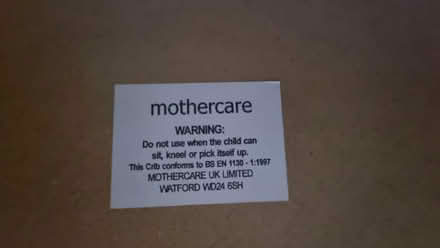 mothercare
WARNING:
Do not use when the child can
sit, kneel or pick itself up.
This Crib conforms to BS EN 1130 - 1:1997
MOTHERCARE UK LIMITED
WATFORD WD24 6SH